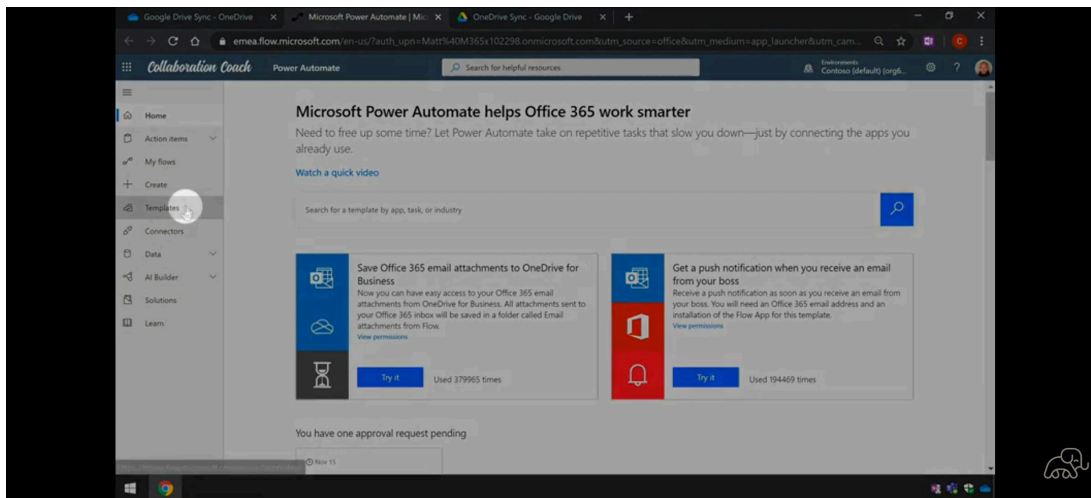 Google Drive Sync - OneDrive
Microsoft Power Automate | Mic
OneDrive Sync - Google Drive
emea.flow.microsoft.com/en-us/?auth_upn=Matt%40M365x102298.onmicrosoft.com&utm_source=office&utm_medium=app_launcher&utm_cam...
Collaboration Coach
Power Automate
Search for helpful resources
Environments
Contoso (default) (org6...
Home
Action items
My flows
Create
Templates
Connectors
Data
AI Builder
Solutions
Learn
Microsoft Power Automate helps Office 365 work smarter
Need to free up some time? Let Power Automate take on repetitive tasks that slow you down—just by connecting the apps you
already use.
Watch a quick video
Search for a template by app, task, or industry
Save Office 365 email attachments to OneDrive for
Business
Now you can have easy access to your Office 365 email
attachments from OneDrive for Business. All attachments sent to
your Office 365 inbox will be saved in a folder called Email
attachments from Flow.
View permissions
Try it
Used 379965 times
Get a push notification when you receive an email
from your boss
Receive a push notification as soon as you receive an email from
your boss. You will need an Office 365 email address and an
installation of the Flow App for this template.
View permissions
Try it
Used 194469 times
You have one approval request pending
Nov 15